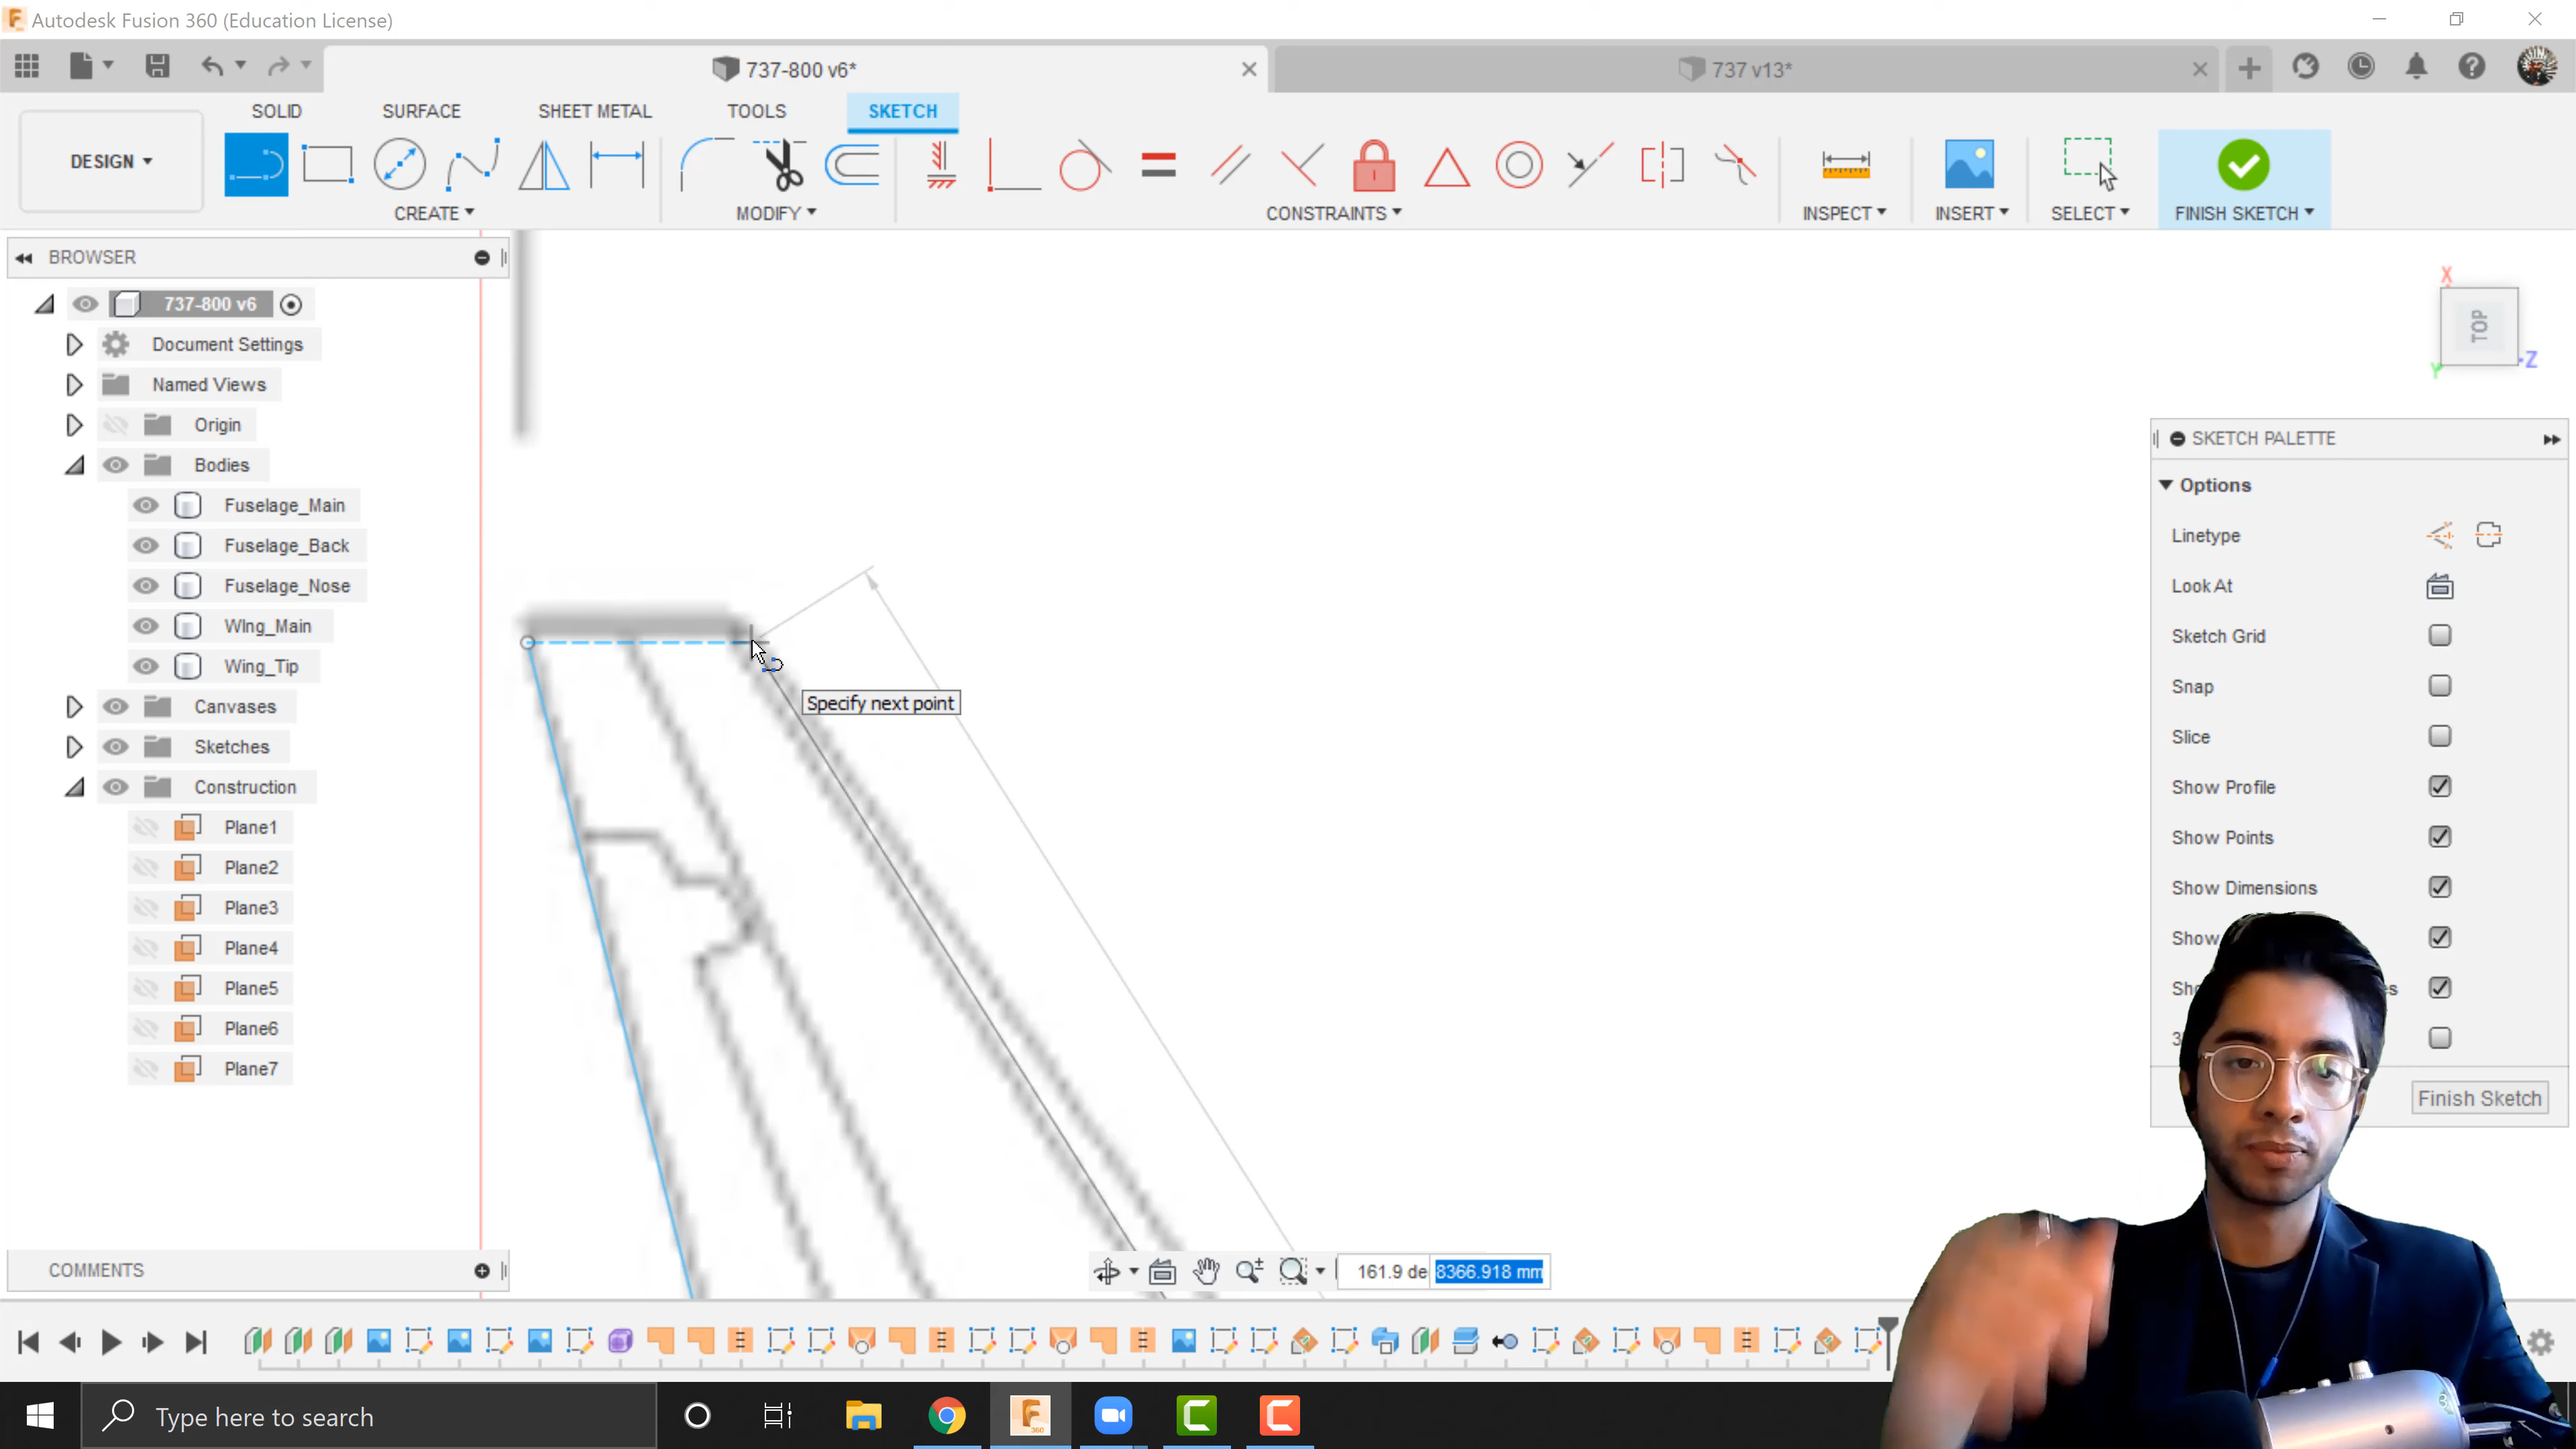 Autodesk Fusion 360 (Education License)
737-800 v6*
737 v13*
SOLID
SURFACE
SHEET METAL
TOOLS
SKETCH
DESIGN
CREATE
MODIFY
CONSTRAINTS
INSPECT
INSERT
SELECT
FINISH SKETCH
BROWSER
737-800 v6
Document Settings
Named Views
Origin
Bodies
Fuselage_Main
Fuselage_Back
Fuselage_Nose
WIng_Main
Wing_Tip
Canvases
Sketches
Construction
Plane1
Plane2
Plane3
Plane4
Plane5
Plane6
Plane7
COMMENTS
Specify next point
X
TOP
Y
-Z
SKETCH PALETTE
Options
Linetype
Look At
Sketch Grid
Snap
Slice
Show Profile
Show Points
Show Dimensions
Show
Finish Sketch
161.9 de
8366.918 mm
Type here to search
360